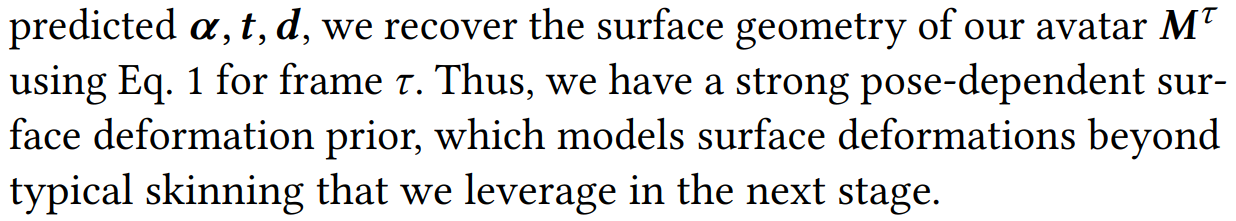 predicted α, t, d, we recover the surface geometry of our avatar M^τ
using Eq. 1 for frame τ. Thus, we have a strong pose-dependent sur-
face deformation prior, which models surface deformations beyond
typical skinning that we leverage in the next stage.